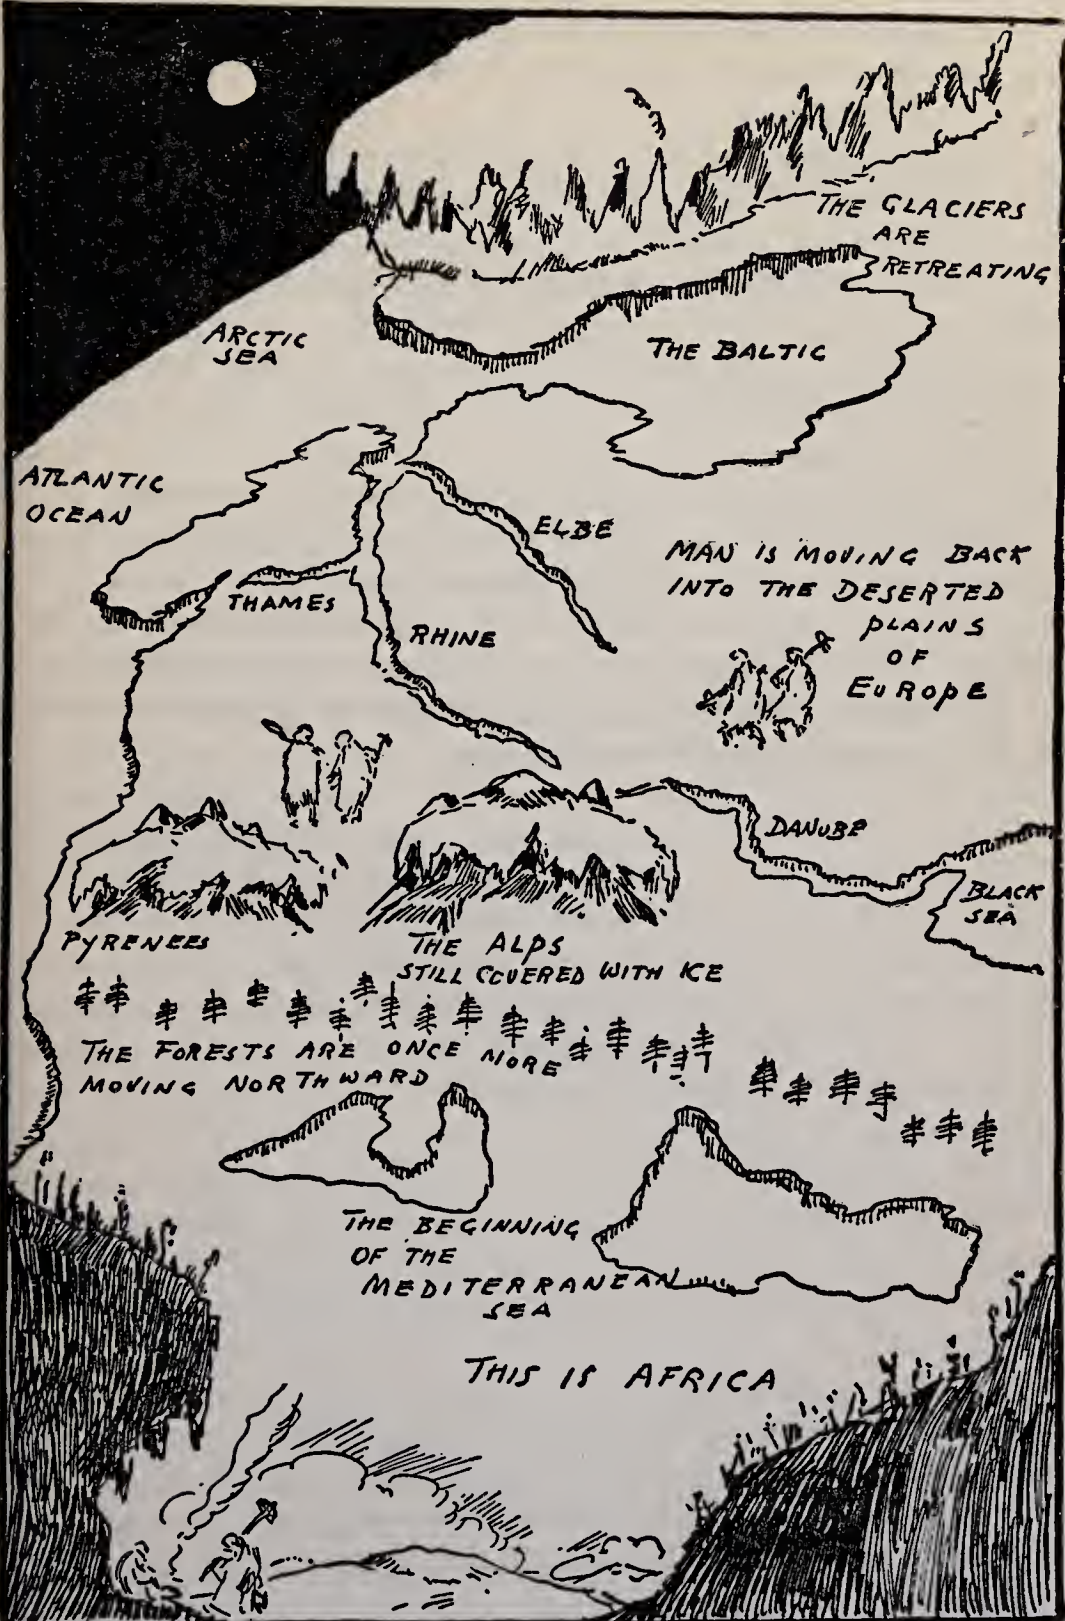 THE GLACIERS
ARE
RETREATING
ARCTIC
SEA
THE BALTIC
ATLANTIC
OCEAN
ELBE
MAN IS MOVING BACK
INTO THE DESERTED
PLAINS
OF
EUROPE
THAMES
RHINE
DANUBE
BLACK
SEA
PYRENEES
THE ALPS
STILL COVERED WITH ICE
THE FORESTS ARE ONCE MORE
MOVING NORTHWARD
THE BEGINNING
OF THE
MEDITERRANEAN
SEA
THIS IS AFRICA